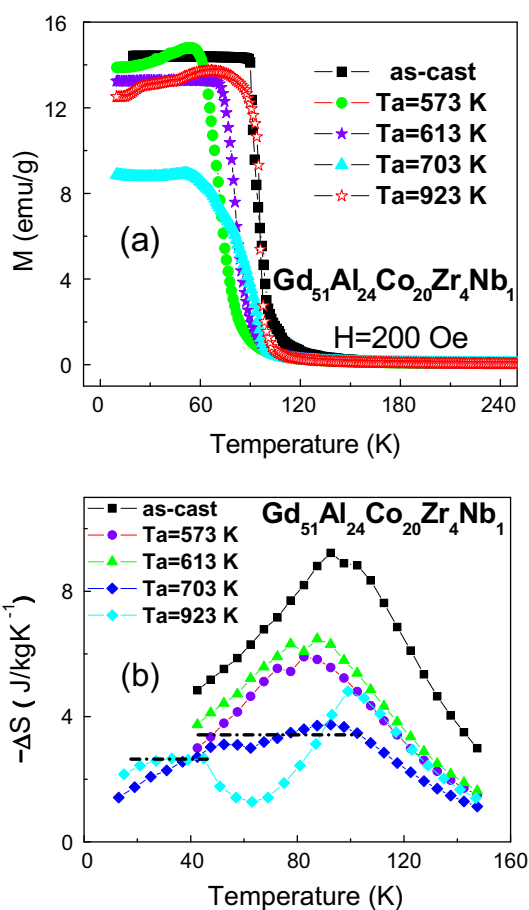 16
12
8
4
0
M (emu/g)
as-cast
Ta=573 K
Ta=613 K
Ta=703 K
Ta=923 K
(a)
Gd51Al24Co20Zr4Nb1
H=200 Oe
0 60 120 180 240
Temperature (K)
as-cast
Gd51Al24Co20Zr4Nb1
Ta=573 K
Ta=613 K
Ta=703 K
Ta=923 K
(b)
8
4
0
−ΔS ( J/kgK-1)
0 40 80 120 160
Temperature (K)